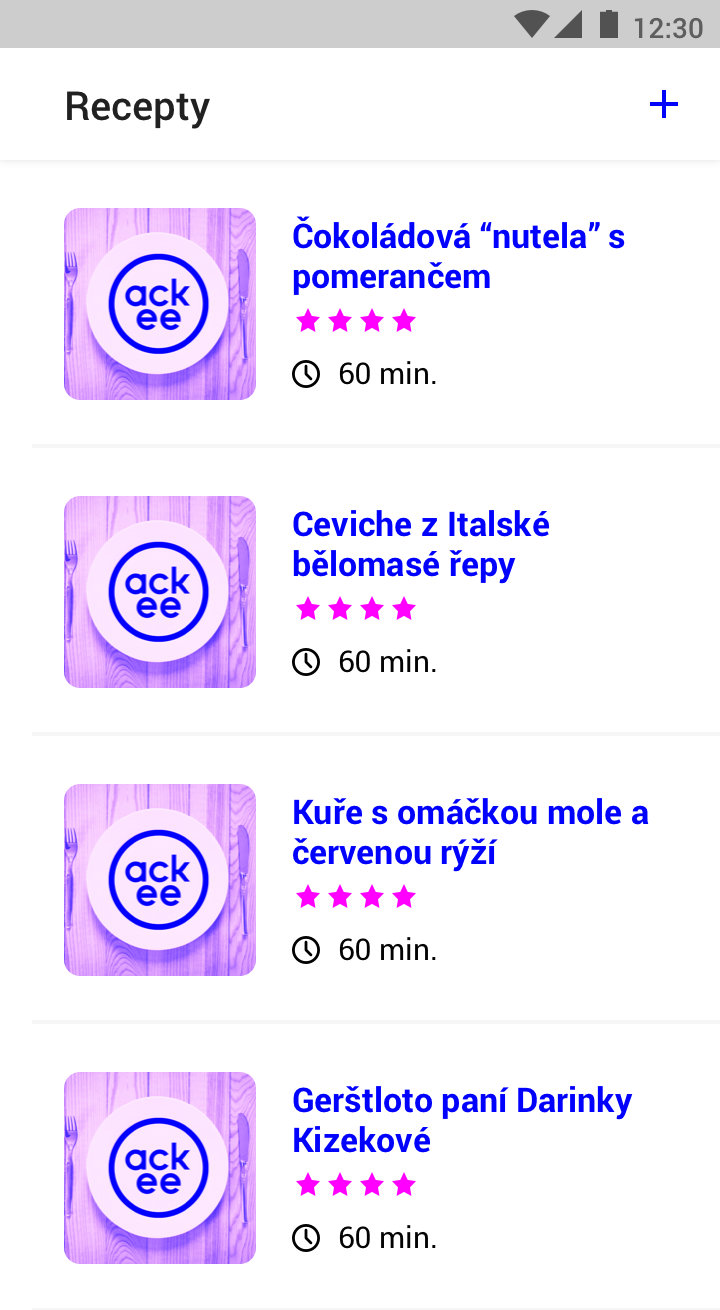 12:30
Recepty
ack
ee
Čokoládová “nutela” s
pomerančem
60 min.
ack
ee
Ceviche z Italské
bělomasé řepy
60 min.
ack
ee
Kuře s omáčkou mole a
červenou rýží
60 min.
ack
ee
Gerštloto paní Darinky
Kizekové
60 min.